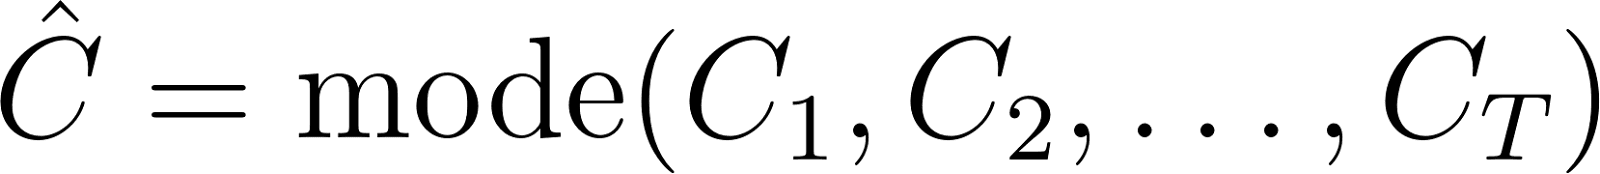 Ĉ = mode(C₁, C₂, . . . , C_T)